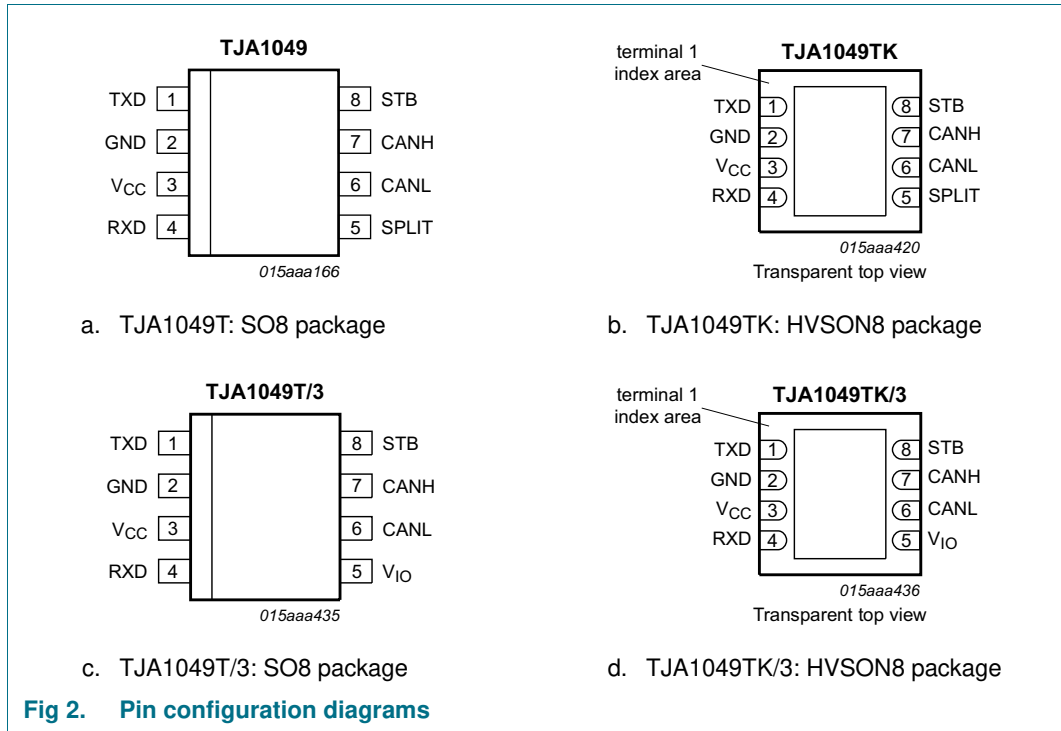 TJA1049
TXD 1
GND 2
VCC 3
RXD 4
8 STB
7 CANH
6 CANL
5 SPLIT
015aaa166
a. TJA1049T: SO8 package
terminal 1
index area
TJA1049TK
TXD 1
GND 2
VCC 3
RXD 4
8 STB
7 CANH
6 CANL
5 SPLIT
015aaa420
Transparent top view
b. TJA1049TK: HVSON8 package
TJA1049T/3
TXD 1
GND 2
VCC 3
RXD 4
8 STB
7 CANH
6 CANL
5 VIO
015aaa435
c. TJA1049T/3: SO8 package
terminal 1
index area
TJA1049TK/3
TXD 1
GND 2
VCC 3
RXD 4
8 STB
7 CANH
6 CANL
5 VIO
015aaa436
Transparent top view
d. TJA1049TK/3: HVSON8 package
Fig 2. Pin configuration diagrams